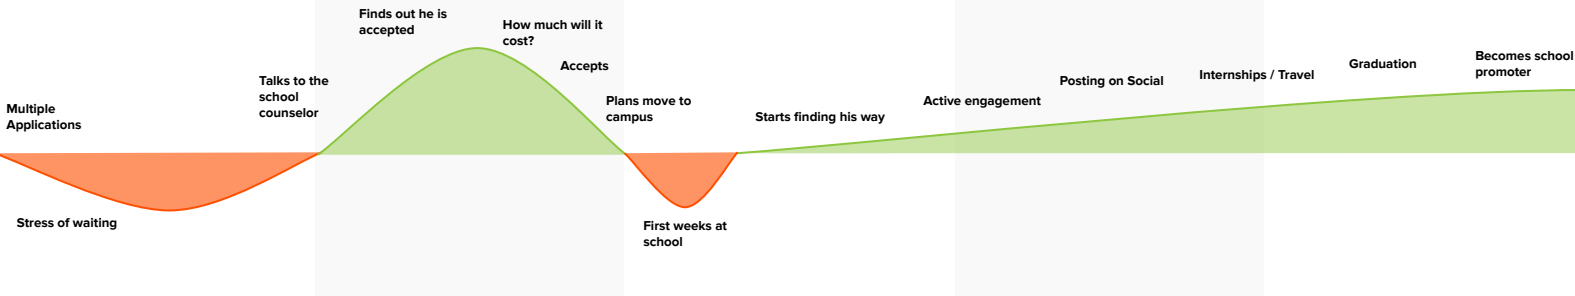 Multiple
Applications
Stress of waiting
Talks to the
school
counselor
Finds out he is
accepted
How much will it
cost?
Accepts
Plans move to
campus
First weeks at
school
Starts finding his way
Active engagement
Posting on Social
Internships / Travel
Graduation
Becomes school
promoter